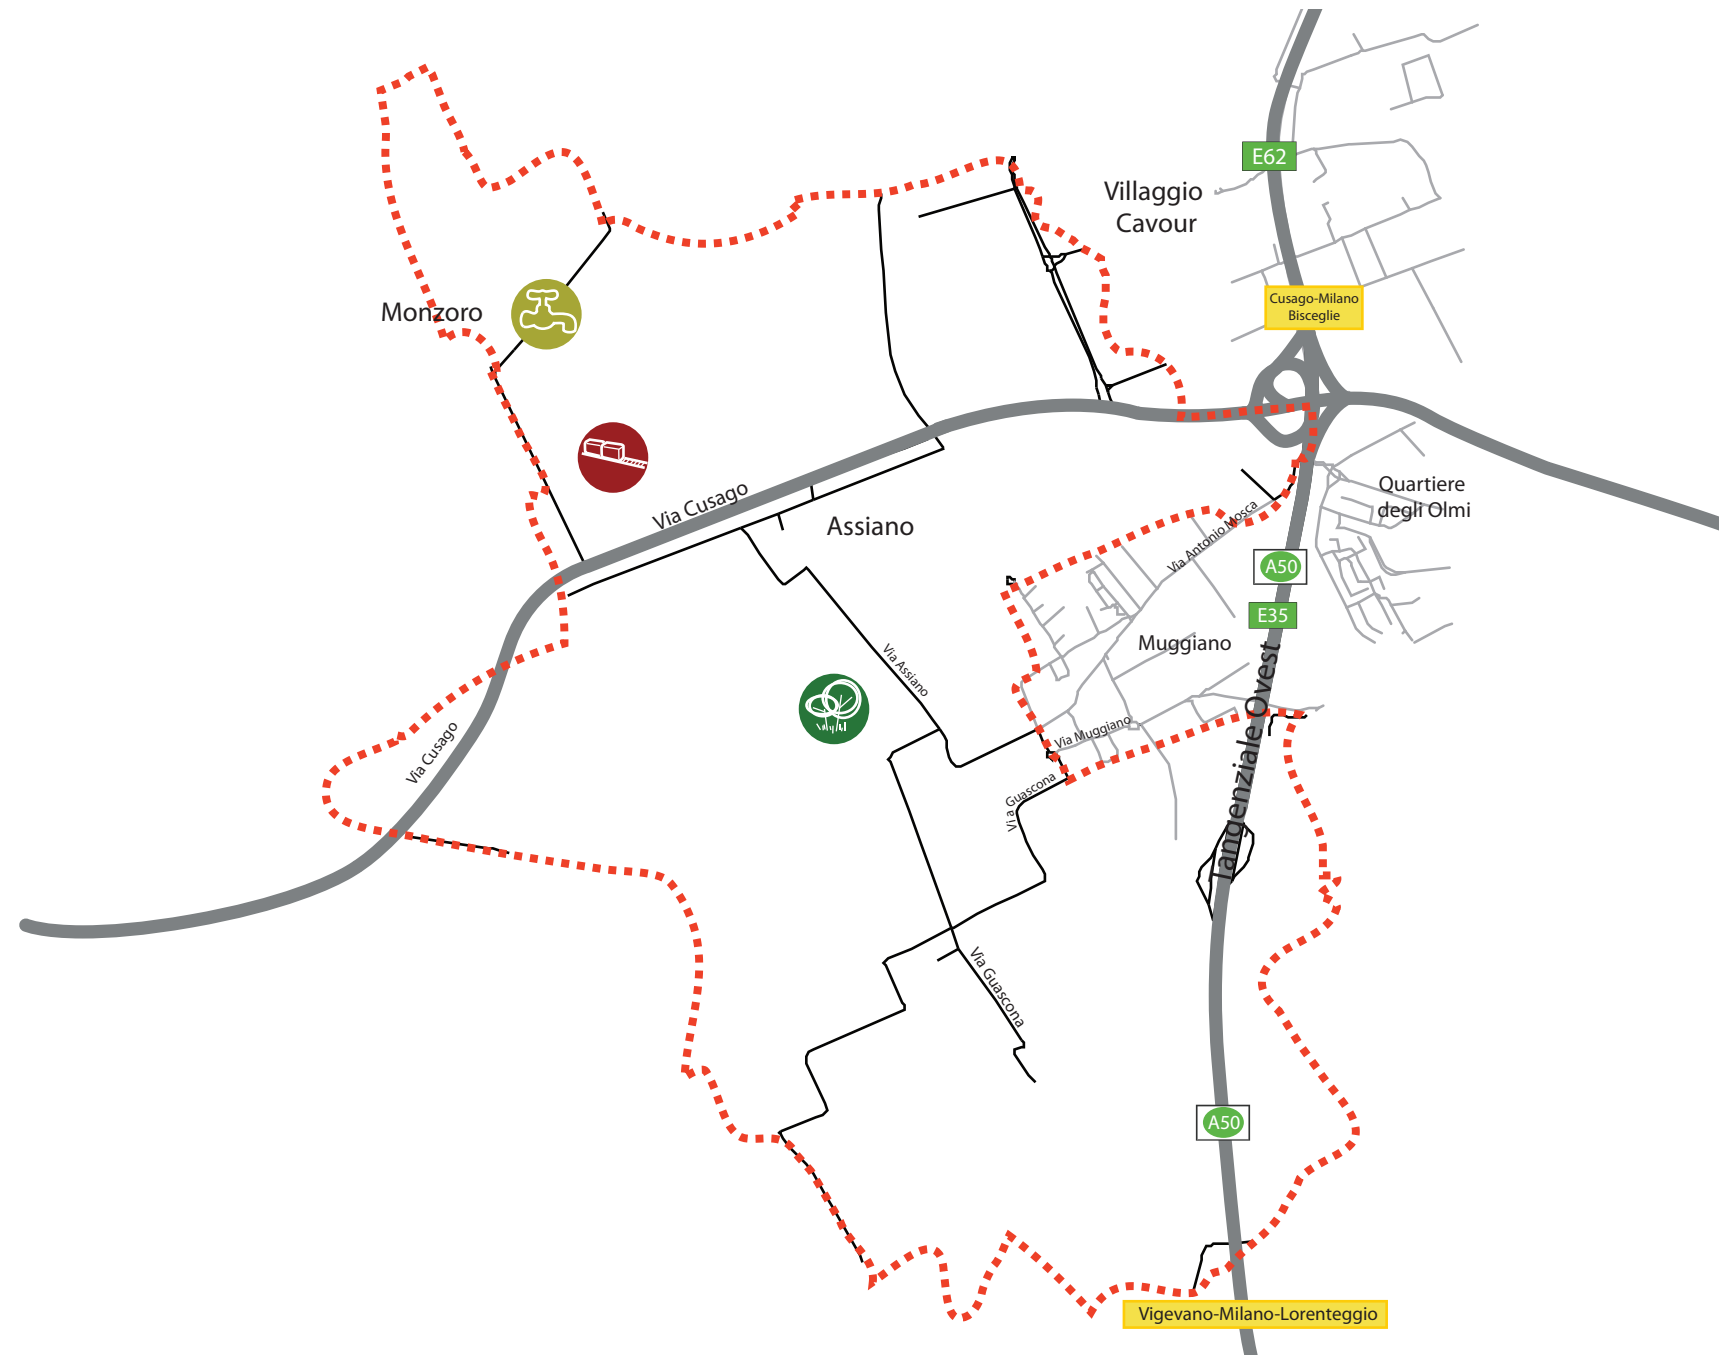 E62
Villaggio
Cavour
Cusago-Milano
Bisceglie
Monzoro
Via Cusago
Assiano
Quartiere
degli Olmi
Via Antonio Mosca
A50
E35
Muggiano
Via Assiano
Tangenziale Ovest
Via Muggiano
Via Cusago
Via Guascona
Via Guascona
A50
Vigevano-Milano-Lorenteggio